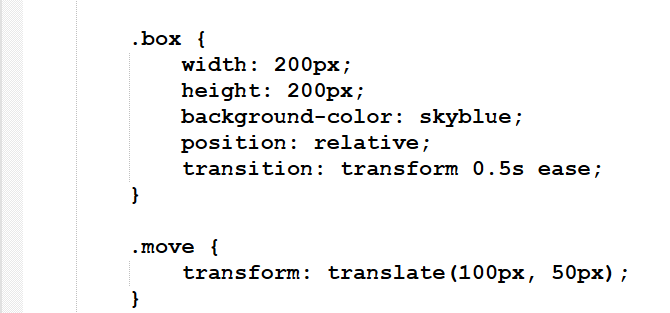 .box {
    width: 200px;
    height: 200px;
    background-color: skyblue;
    position: relative;
    transition: transform 0.5s ease;
}

.move {
    transform: translate(100px, 50px);
}